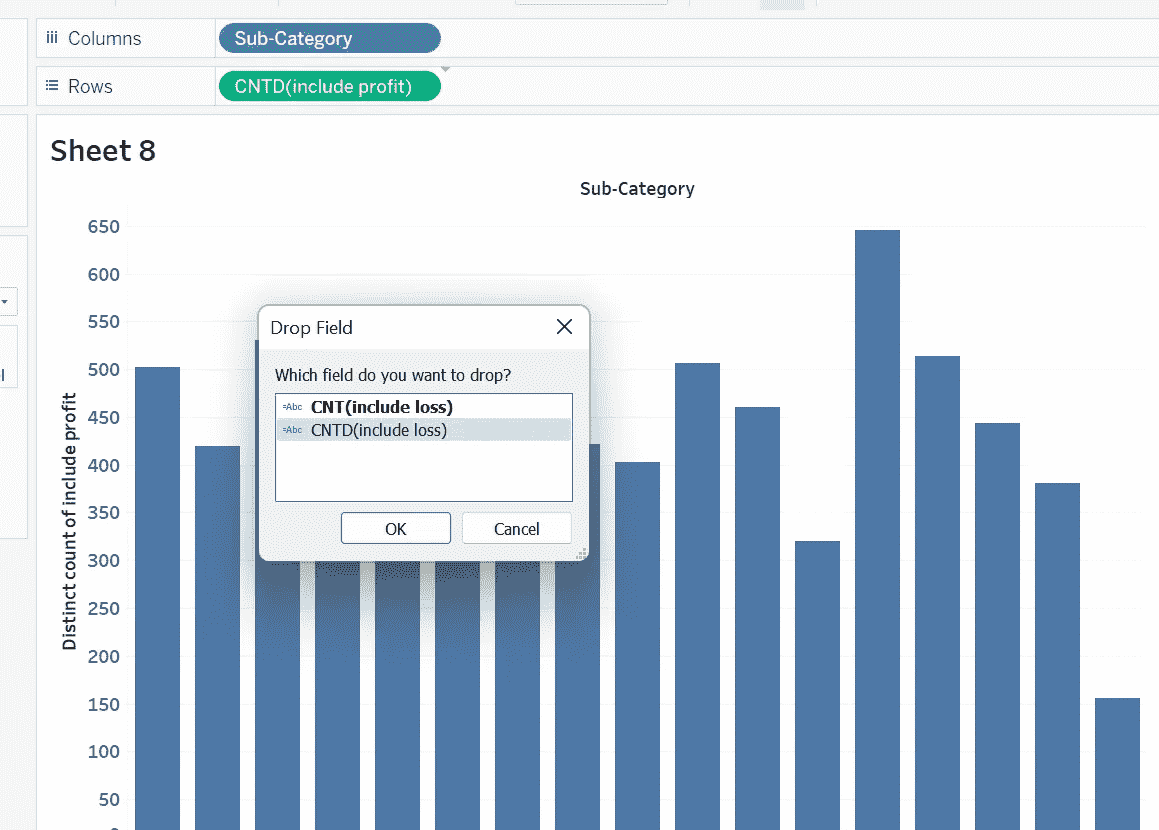 Columns
Sub-Category
Rows
CNTD(include profit)
Sheet 8
Sub-Category
650
600
550
500
450
400
350
300
250
200
150
100
50
Distinct count of include profit
Drop Field
Which field do you want to drop?
=Abc CNT(include loss)
=Abc CNTD(include loss)
OK
Cancel